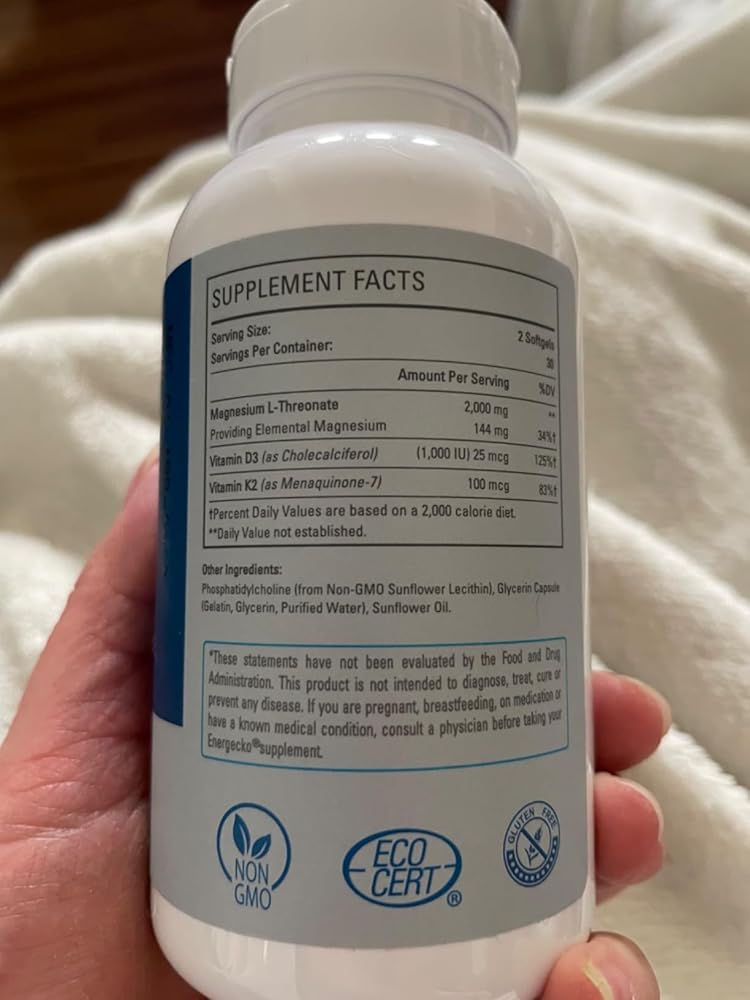 SUPPLEMENT FACTS
Serving Size: 2 Softgels
Servings Per Container: 30
Amount Per Serving %DV
Magnesium L-Threonate 2,000 mg **
Providing Elemental Magnesium 144 mg 34%†
Vitamin D3 (as Cholecalciferol) (1,000 IU) 25 mcg 125%†
Vitamin K2 (as Menaquinone-7) 100 mcg 83%†
†Percent Daily Values are based on a 2,000 calorie diet.
**Daily Value not established.
Other Ingredients:
Phosphatidylcholine (from Non-GMO Sunflower Lecithin), Glycerin Capsule
(Gelatin, Glycerin, Purified Water), Sunflower Oil.
*These statements have not been evaluated by the Food and Drug
Administration. This product is not intended to diagnose, treat, cure or
prevent any disease. If you are pregnant, breastfeeding, on medication or
have a known medical condition, consult a physician before taking your
Energecko®supplement.
NON
GMO
ECO
CERT®
GLUTEN FREE